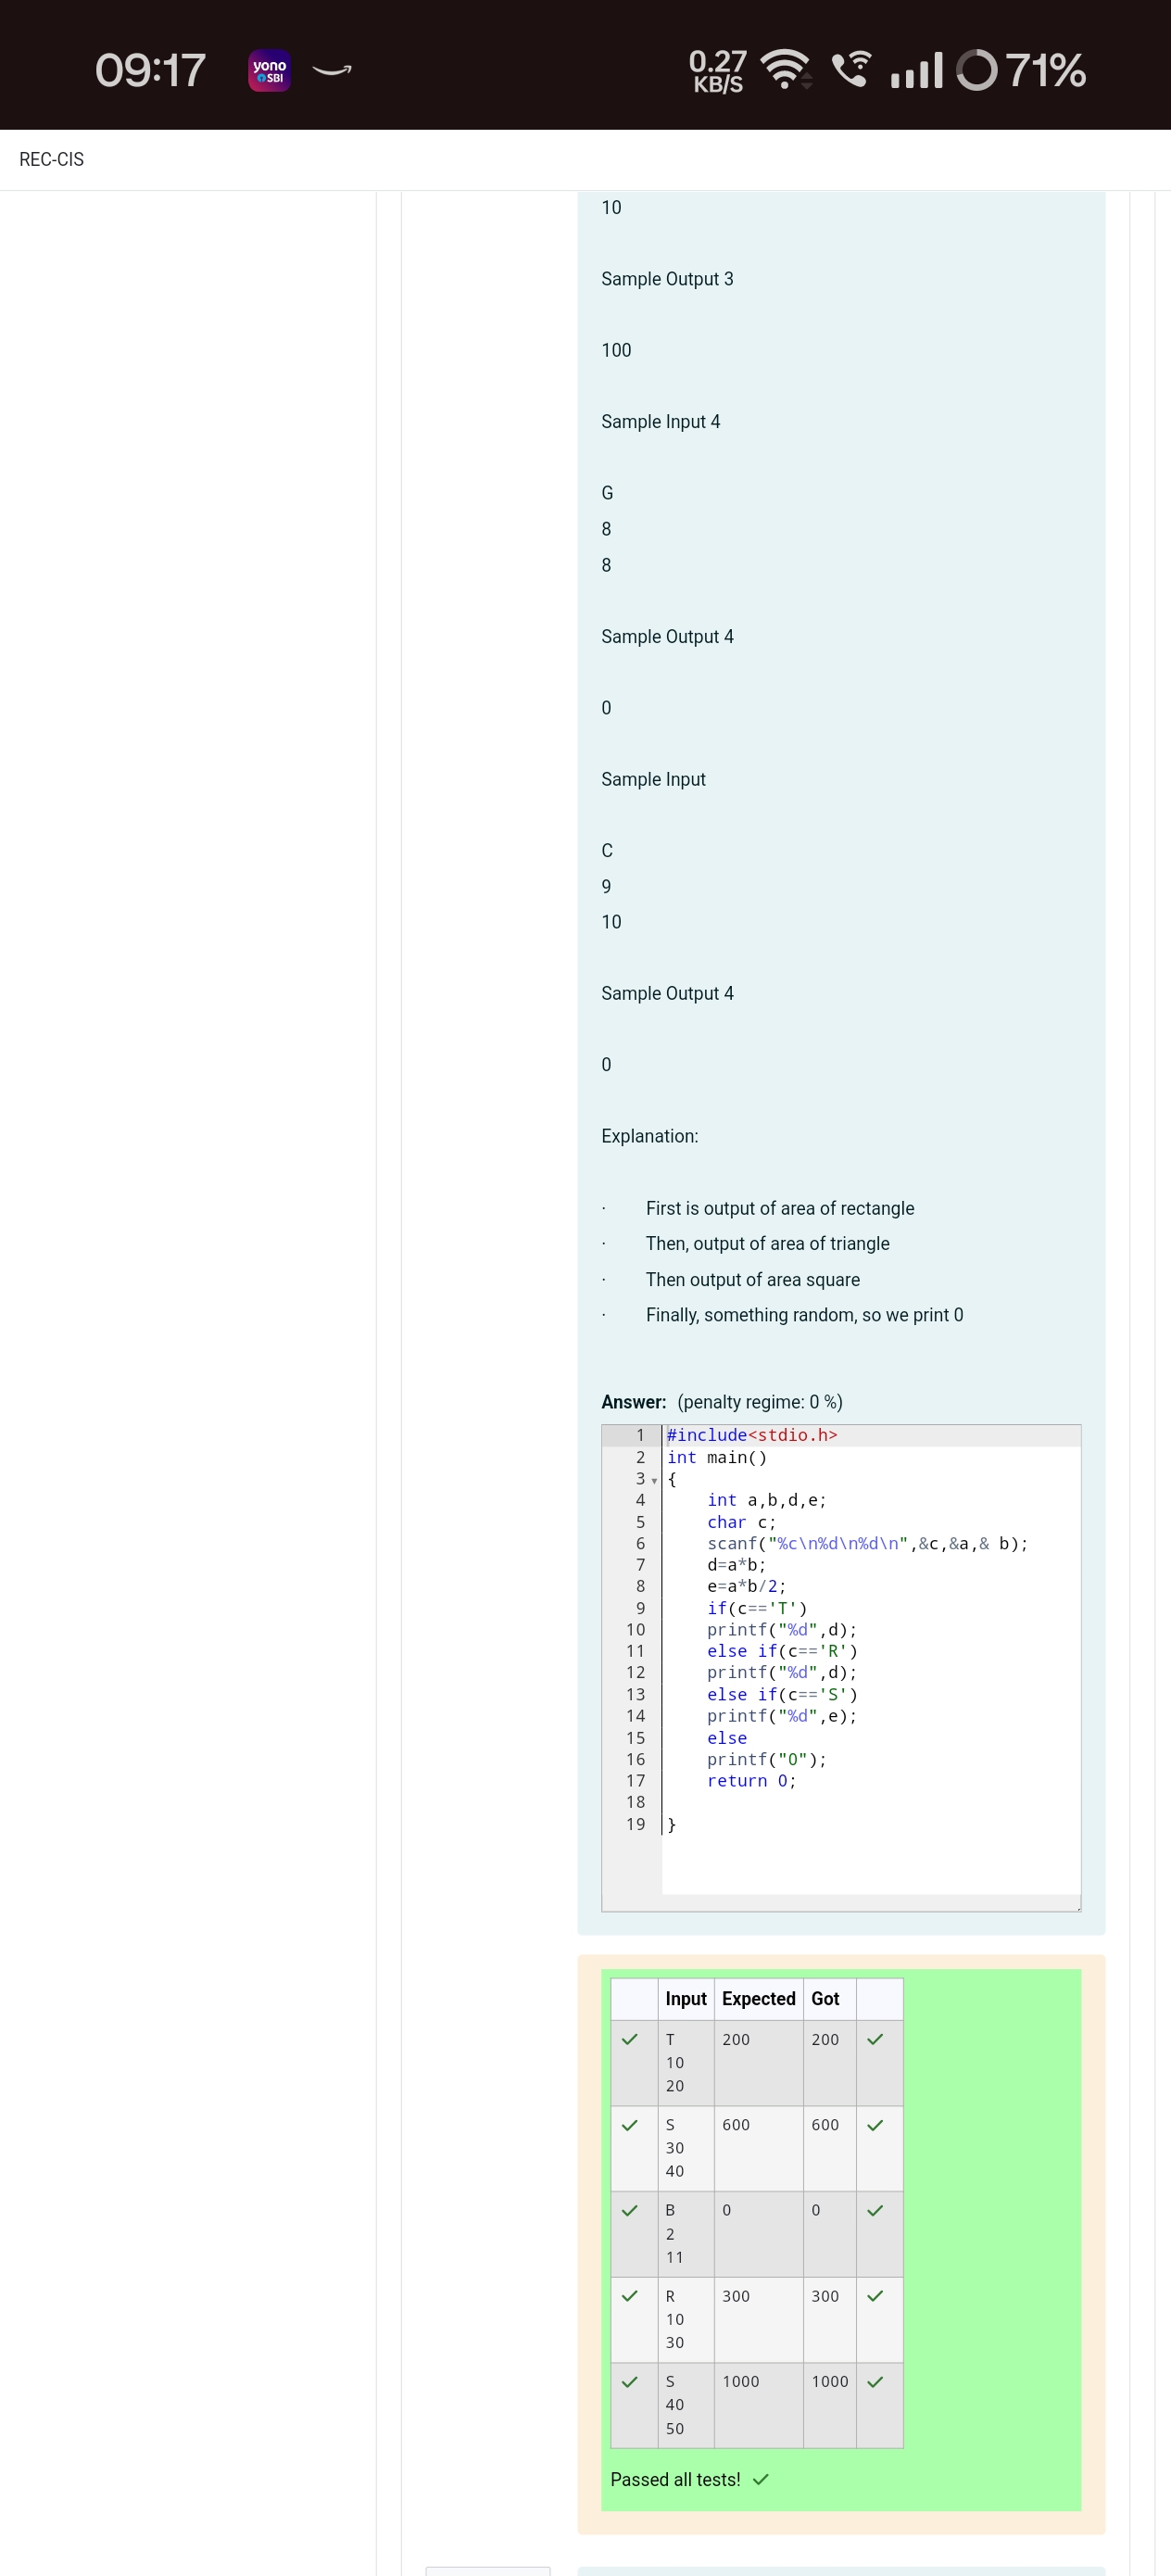 09:17
yono
SBI
0.27
KB/S
71%
REC-CIS
10
Sample Output 3
100
Sample Input 4
G
8
8
Sample Output 4
0
Sample Input
C
9
10
Sample Output 4
0
Explanation:
· First is output of area of rectangle
· Then, output of area of triangle
· Then output of area square
· Finally, something random, so we print 0
Answer: (penalty regime: 0 %)
1 #include<stdio.h>
2 int main()
3 {
4 int a,b,d,e;
5 char c;
6 scanf("%c\n%d\n%d\n",&c,&a,& b);
7 d=a*b;
8 e=a*b/2;
9 if(c=='T')
10 printf("%d",d);
11 else if(c=='R')
12 printf("%d",d);
13 else if(c=='S')
14 printf("%d",e);
15 else
16 printf("0");
17 return 0;
18
19 }
Input Expected Got
T 200 200
10
20
S 600 600
30
40
B 0 0
2
11
R 300 300
10
30
S 1000 1000
40
50
Passed all tests!